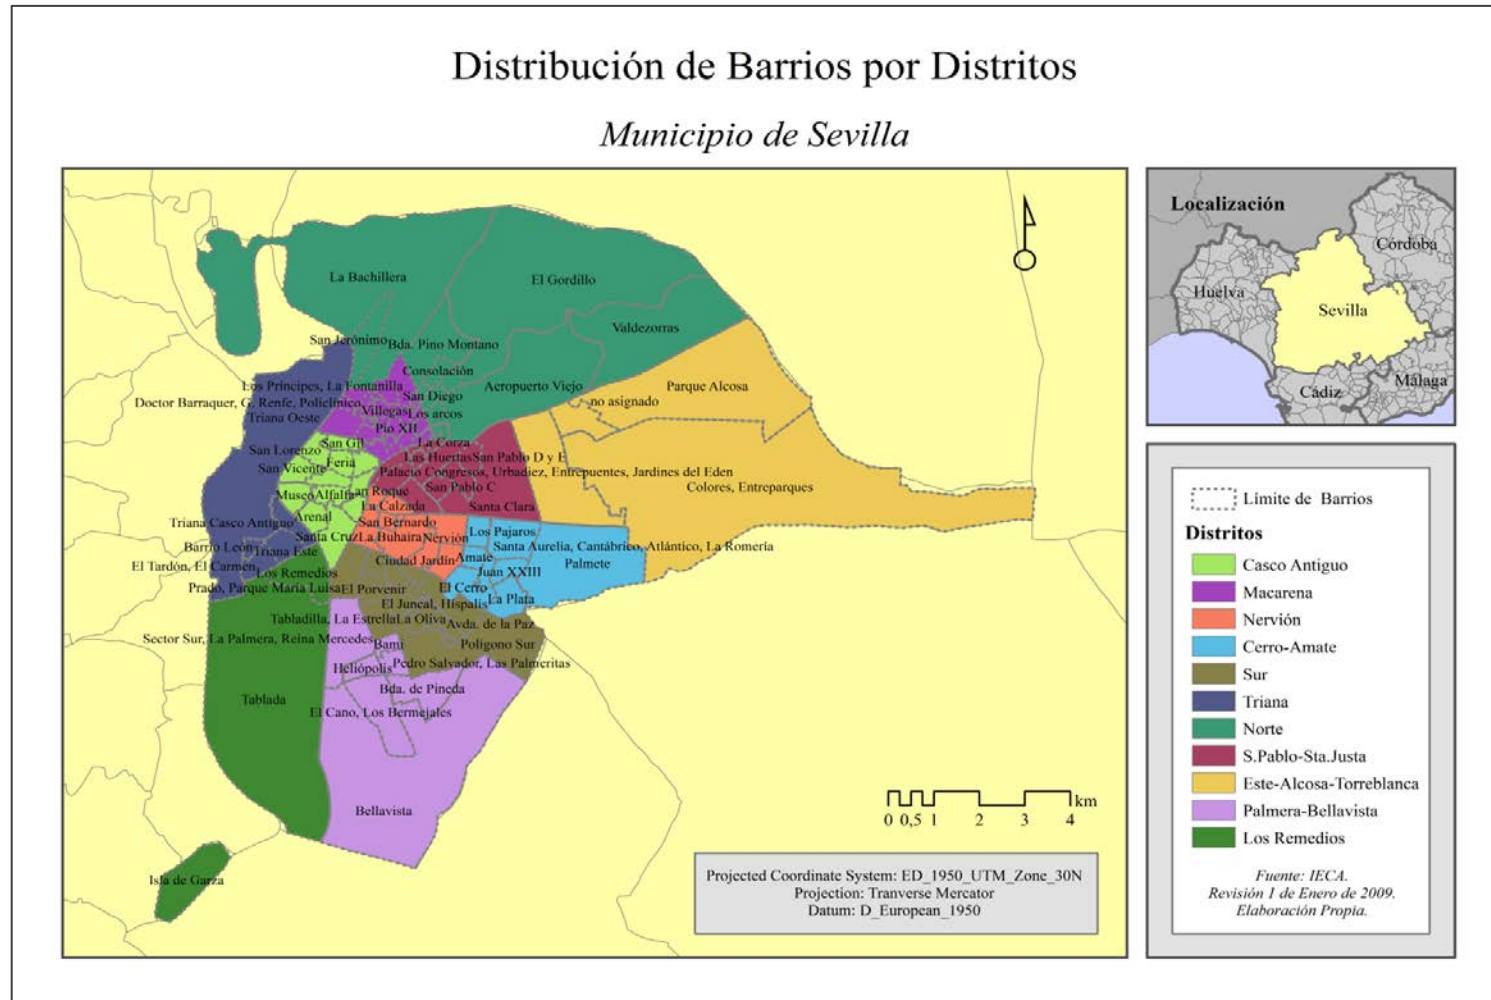 Distribución de Barrios por Distritos
Municipio de Sevilla
La Bachillera
El Gordillo
Valdezorras
San Jerónimo
Bda. Pino Montano
Consolación
Aeropuerto Viejo
Parque Alcosa
no asignado
Los Príncipes, La Fontanilla
San Diego
Doctor Barraquer, G. Renfe, Policlínico
Villegas
Los arcos
Triana Oeste
Pío XII
San Gil
La Corza
San Lorenzo
Feria
Las Huertas
San Pablo D y E
San Vicente
Palacio Congresos, Urbadiez, Entrepuentes, Jardines del Eden
San Pablo C
Colores, Entreparques
Museo
Alfalfa
an Roque
La Calzada
Santa Clara
Arenal
San Bernardo
Triana Casco Antiguo
Santa Cruz
La Buhaira
Nervión
Los Pajaros
Barrio León
Triana Este
Santa Aurelia, Cantábrico, Atlántico, La Romería
Ciudad Jardín
Amate
Palmete
El Tardón, El Carmen
Los Remedios
Juan XXIII
Prado, Parque María Luisa
El Porvenir
El Cerro
La Plata
El Juncal, Híspalis
Tabladilla, La Estrella
La Oliva
Avda. de la Paz
Sector Sur, La Palmera, Reina Mercedes
Bami
Polígono Sur
Heliópolis
Pedro Salvador, Las Palmeritas
Bda. de Pineda
Tablada
El Cano, Los Bermejales
Bellavista
Isla de Garza
km
0 0,5 1 2 3 4
Projected Coordinate System: ED_1950_UTM_Zone_30N
Projection: Tranverse Mercator
Datum: D_European_1950
Localización
Córdoba
Huelva
Sevilla
Cádiz
Málaga
Límite de Barrios
Distritos
Casco Antiguo
Macarena
Nervión
Cerro-Amate
Sur
Triana
Norte
S.Pablo-Sta.Justa
Este-Alcosa-Torreblanca
Palmera-Bellavista
Los Remedios
Fuente: IECA.
Revisión 1 de Enero de 2009.
Elaboración Propia.